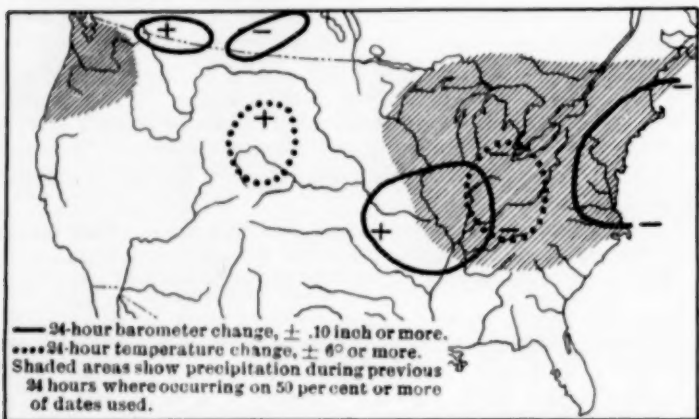 +
−
+
+
−
−
−
24-hour barometer change, ± .10 inch or more.
24-hour temperature change, ± 6° or more.
Shaded areas show precipitation during previous
24 hours where occurring on 50 per cent or more
of dates used.